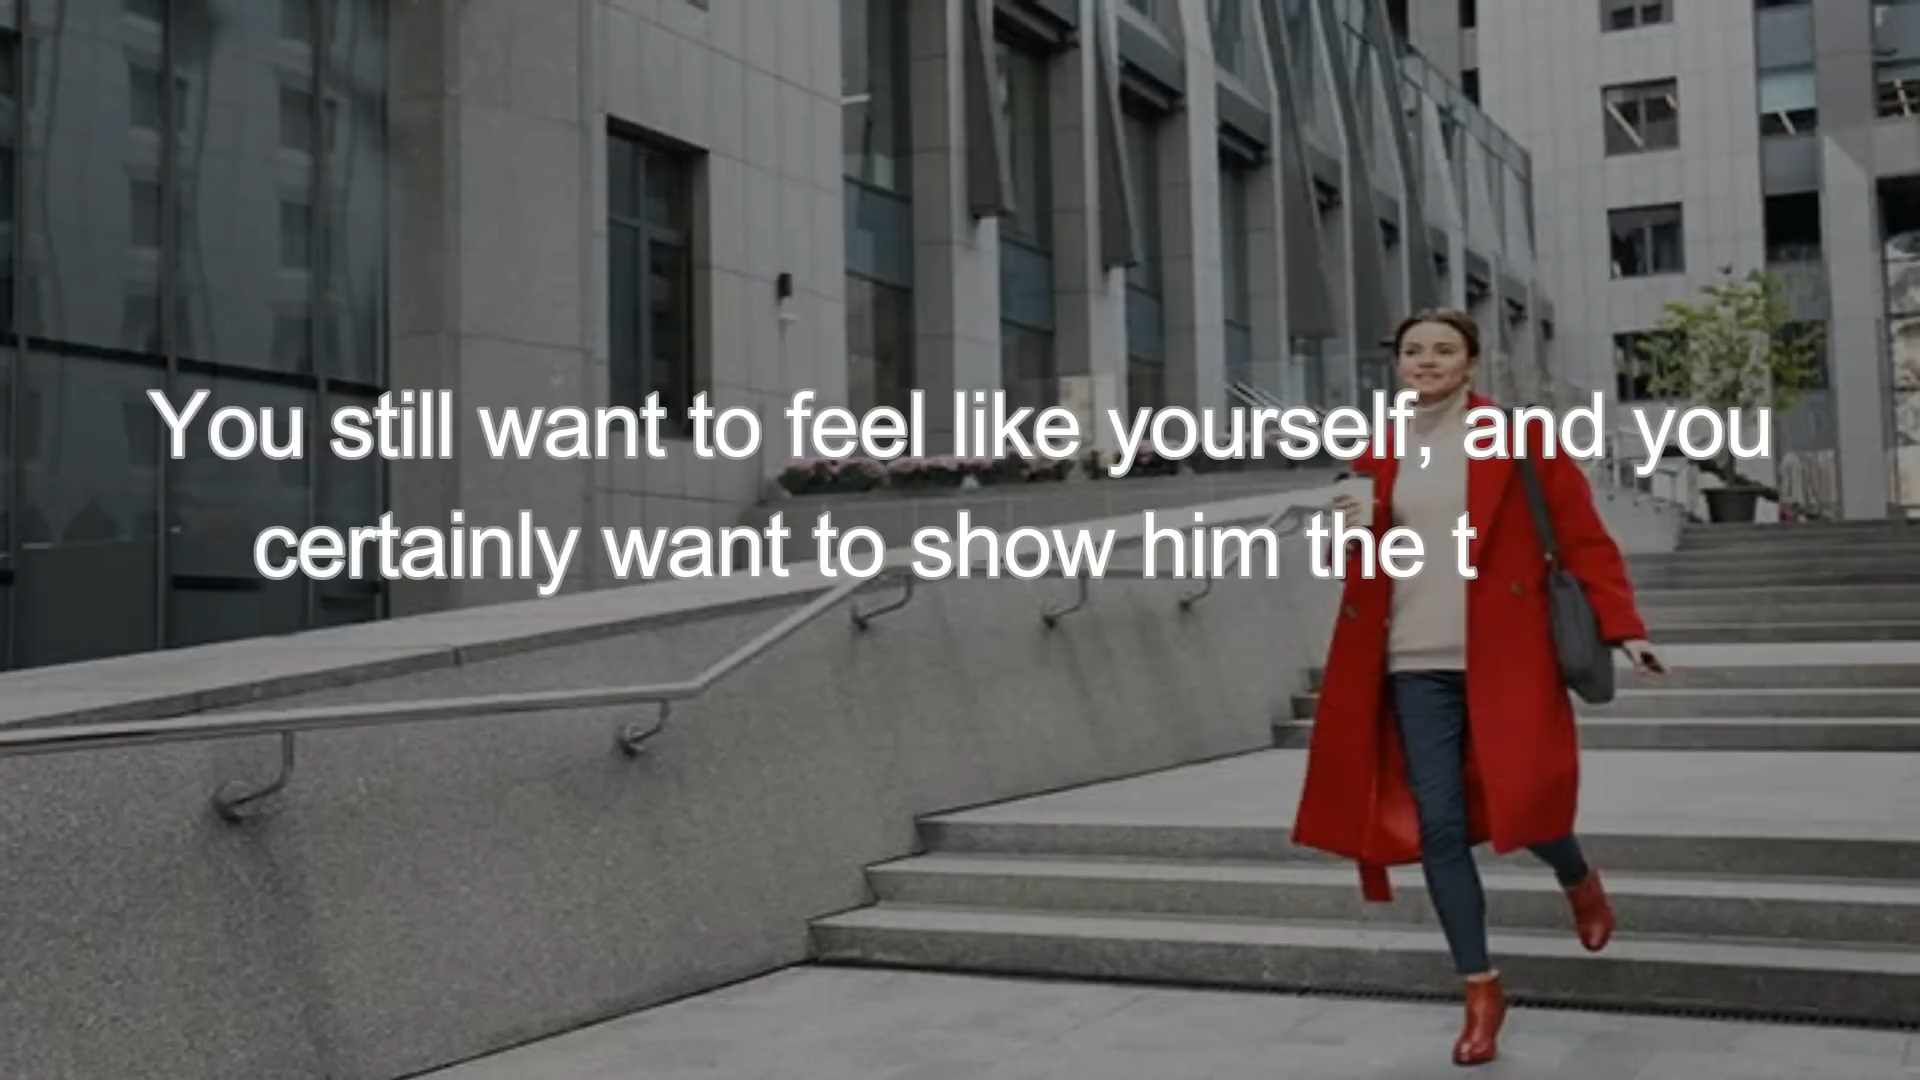 You still want to feel like yourself, and you
certainly want to show him the t